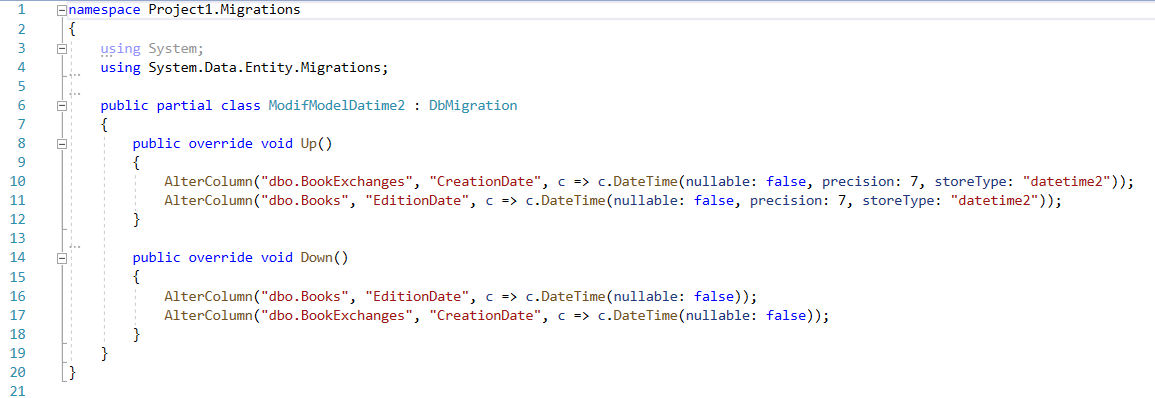 1 namespace Project1.Migrations
2 {
3 using System;
4 using System.Data.Entity.Migrations;
5
6 public partial class ModifModelDatime2 : DbMigration
7 {
8 public override void Up()
9 {
10 AlterColumn("dbo.BookExchanges", "CreationDate", c => c.DateTime(nullable: false, precision: 7, storeType: "datetime2"));
11 AlterColumn("dbo.Books", "EditionDate", c => c.DateTime(nullable: false, precision: 7, storeType: "datetime2"));
12 }
13
14 public override void Down()
15 {
16 AlterColumn("dbo.Books", "EditionDate", c => c.DateTime(nullable: false));
17 AlterColumn("dbo.BookExchanges", "CreationDate", c => c.DateTime(nullable: false));
18 }
19 }
20 }
21